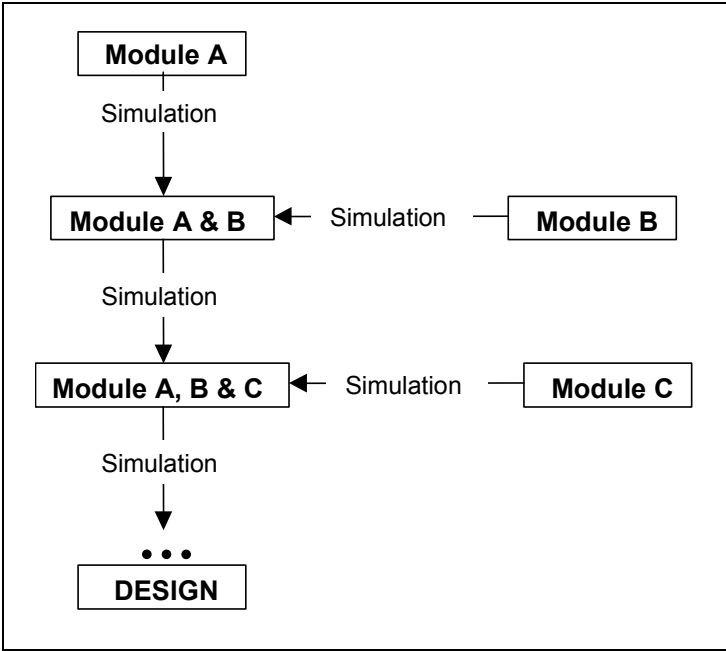 Module A
Simulation
Module A & B
Simulation
Module B
Simulation
Module A, B & C
Simulation
Module C
Simulation
•••
DESIGN